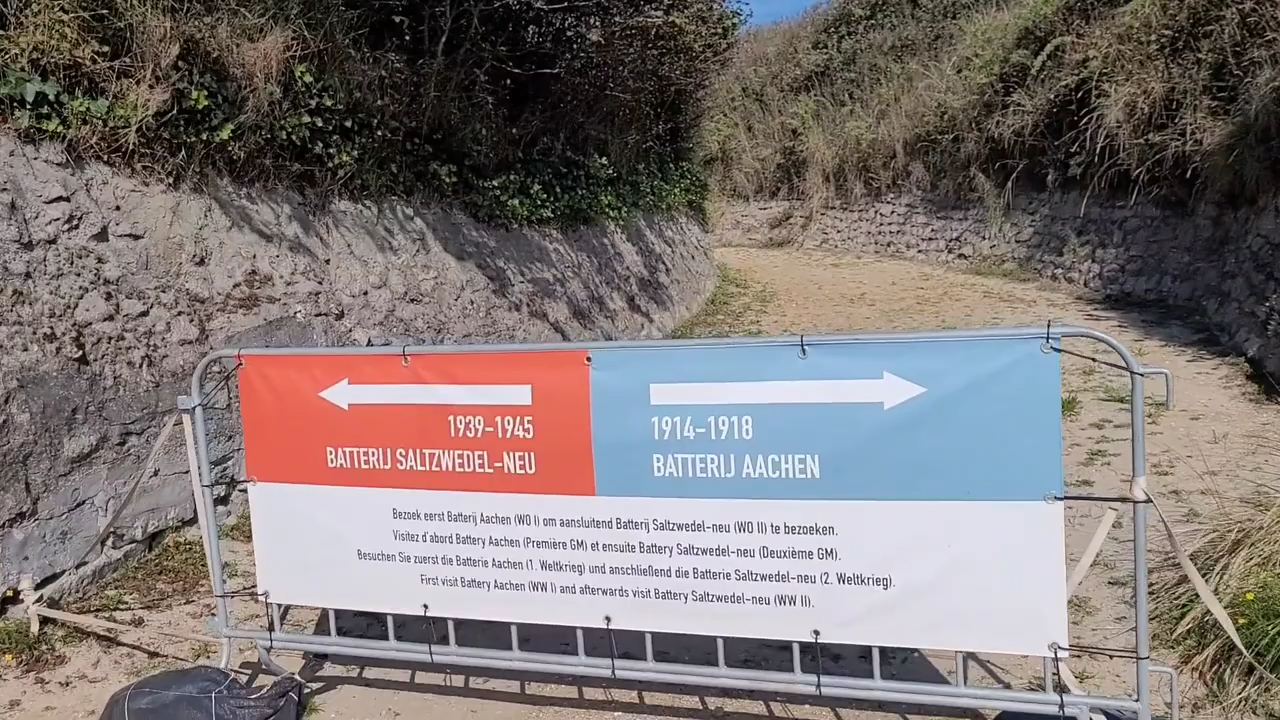 1939-1945
BATTERIJ SALTZWEDEL-NEU
1914-1918
BATTERIJ AACHEN
Bezoek eerst Batterij Aachen (WO I) om aansluitend Batterij Saltzwedel-neu (WO II) te bezoeken.
Visitez d'abord Battery Aachen (Première GM) et ensuite Battery Saltzwedel-neu (Deuxième GM).
Besuchen Sie zuerst die Batterie Aachen (1. Weltkrieg) und anschließend die Batterie Saltzwedel-neu (2. Weltkrieg).
First visit Battery Aachen (WW I) and afterwards visit Battery Saltzwedel-neu (WW II).